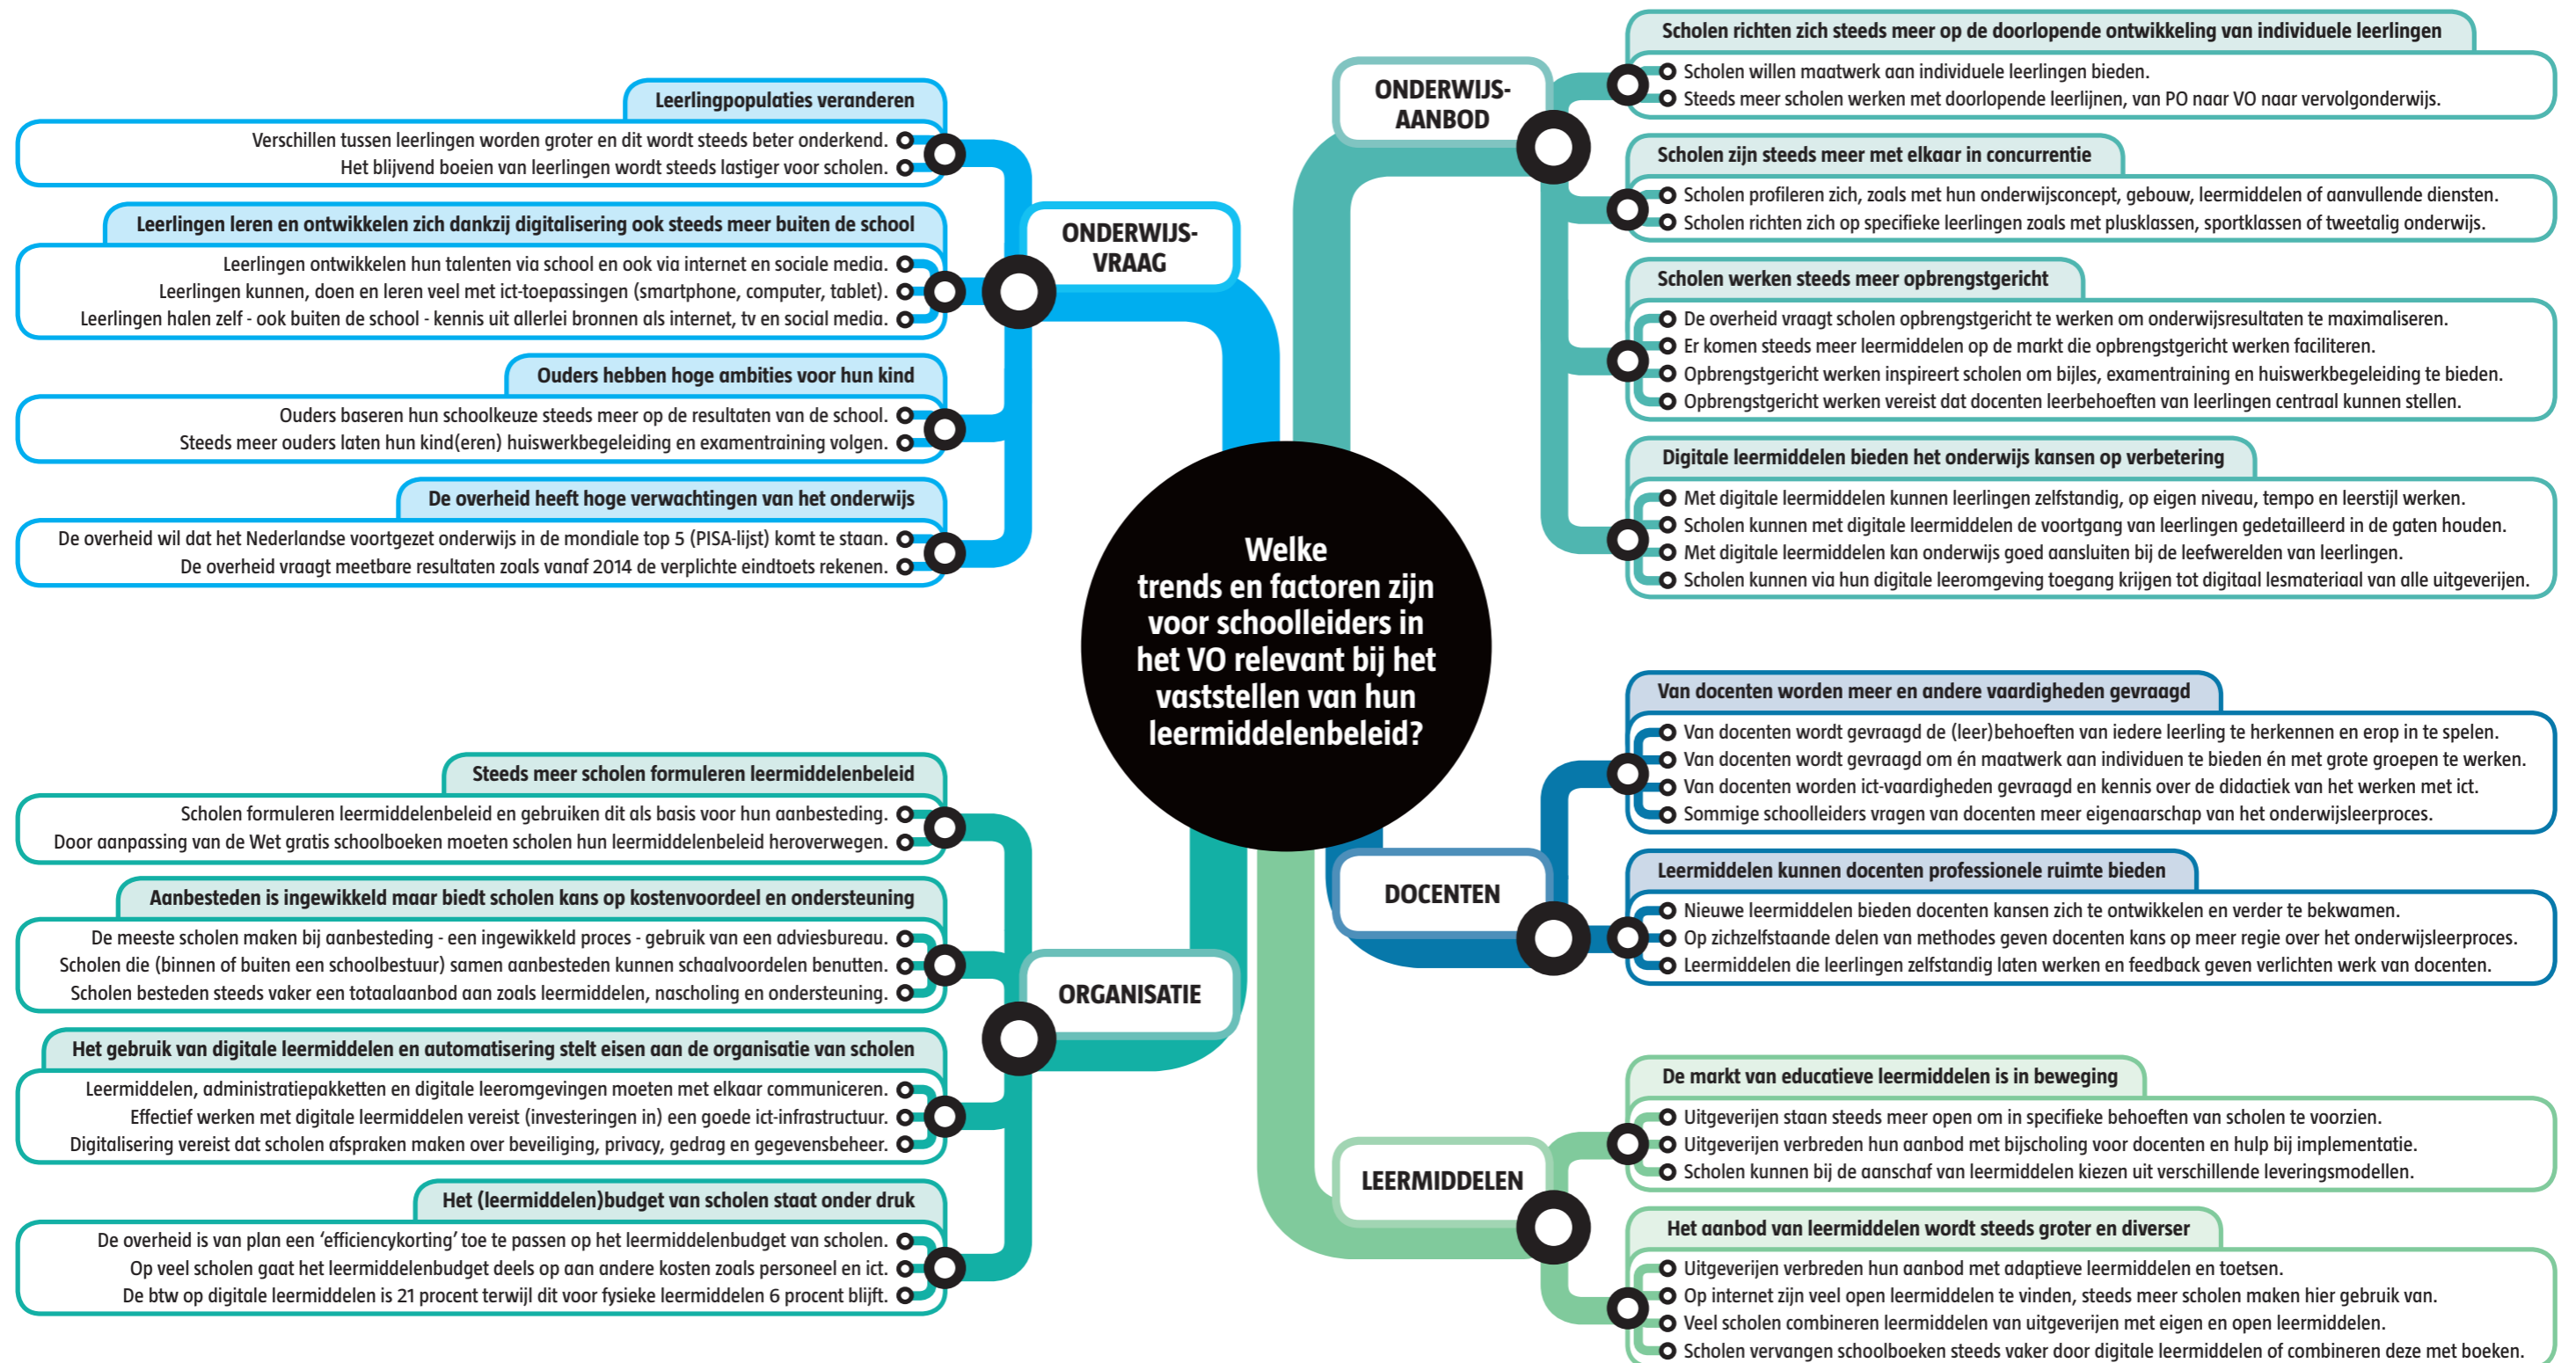 Welke
trends en factoren zijn
voor schoolleiders in
het VO relevant bij het
vaststellen van hun
leermiddelenbeleid?
ONDERWIJS-
VRAAG
Leerlingpopulaties veranderen
Verschillen tussen leerlingen worden groter en dit wordt steeds beter onderkend.
Het blijvend boeien van leerlingen wordt steeds lastiger voor scholen.
Leerlingen leren en ontwikkelen zich dankzij digitalisering ook steeds meer buiten de school
Leerlingen ontwikkelen hun talenten via school en ook via internet en sociale media.
Leerlingen kunnen, doen en leren veel met ict-toepassingen (smartphone, computer, tablet).
Leerlingen halen zelf - ook buiten de school - kennis uit allerlei bronnen als internet, tv en social media.
Ouders hebben hoge ambities voor hun kind
Ouders baseren hun schoolkeuze steeds meer op de resultaten van de school.
Steeds meer ouders laten hun kind(eren) huiswerkbegeleiding en examentraining volgen.
De overheid heeft hoge verwachtingen van het onderwijs
De overheid wil dat het Nederlandse voortgezet onderwijs in de mondiale top 5 (PISA-lijst) komt te staan.
De overheid vraagt meetbare resultaten zoals vanaf 2014 de verplichte eindtoets rekenen.
ONDERWIJS-
AANBOD
Scholen richten zich steeds meer op de doorlopende ontwikkeling van individuele leerlingen
Scholen willen maatwerk aan individuele leerlingen bieden.
Steeds meer scholen werken met doorlopende leerlijnen, van PO naar VO naar vervolgonderwijs.
Scholen zijn steeds meer met elkaar in concurrentie
Scholen profileren zich, zoals met hun onderwijsconcept, gebouw, leermiddelen of aanvullende diensten.
Scholen richten zich op specifieke leerlingen zoals met plusklassen, sportklassen of tweetalig onderwijs.
Scholen werken steeds meer opbrengstgericht
De overheid vraagt scholen opbrengstgericht te werken om onderwijsresultaten te maximaliseren.
Er komen steeds meer leermiddelen op de markt die opbrengstgericht werken faciliteren.
Opbrengstgericht werken inspireert scholen om bijles, examentraining en huiswerkbegeleiding te bieden.
Opbrengstgericht werken vereist dat docenten leerbehoeften van leerlingen centraal kunnen stellen.
Digitale leermiddelen bieden het onderwijs kansen op verbetering
Met digitale leermiddelen kunnen leerlingen zelfstandig, op eigen niveau, tempo en leerstijl werken.
Scholen kunnen met digitale leermiddelen de voortgang van leerlingen gedetailleerd in de gaten houden.
Met digitale leermiddelen kan onderwijs goed aansluiten bij de leefwerelden van leerlingen.
Scholen kunnen via hun digitale leeromgeving toegang krijgen tot digitaal lesmateriaal van alle uitgeverijen.
ORGANISATIE
Steeds meer scholen formuleren leermiddelenbeleid
Scholen formuleren leermiddelenbeleid en gebruiken dit als basis voor hun aanbesteding.
Door aanpassing van de Wet gratis schoolboeken moeten scholen hun leermiddelenbeleid heroverwegen.
Aanbesteden is ingewikkeld maar biedt scholen kans op kostenvoordeel en ondersteuning
De meeste scholen maken bij aanbesteding - een ingewikkeld proces - gebruik van een adviesbureau.
Scholen die (binnen of buiten een schoolbestuur) samen aanbesteden kunnen schaalvoordelen benutten.
Scholen besteden steeds vaker een totaalaanbod aan zoals leermiddelen, nascholing en ondersteuning.
Het gebruik van digitale leermiddelen en automatisering stelt eisen aan de organisatie van scholen
Leermiddelen, administratiepakketten en digitale leeromgevingen moeten met elkaar communiceren.
Effectief werken met digitale leermiddelen vereist (investeringen in) een goede ict-infrastructuur.
Digitalisering vereist dat scholen afspraken maken over beveiliging, privacy, gedrag en gegevensbeheer.
Het (leermiddelen)budget van scholen staat onder druk
De overheid is van plan een ‘efficiencykorting’ toe te passen op het leermiddelenbudget van scholen.
Op veel scholen gaat het leermiddelenbudget deels op aan andere kosten zoals personeel en ict.
De btw op digitale leermiddelen is 21 procent terwijl dit voor fysieke leermiddelen 6 procent blijft.
DOCENTEN
Van docenten worden meer en andere vaardigheden gevraagd
Van docenten wordt gevraagd de (leer)behoeften van iedere leerling te herkennen en erop in te spelen.
Van docenten wordt gevraagd om én maatwerk aan individuen te bieden én met grote groepen te werken.
Van docenten worden ict-vaardigheden gevraagd en kennis over de didactiek van het werken met ict.
Sommige schoolleiders vragen van docenten meer eigenaarschap van het onderwijsleerproces.
Leermiddelen kunnen docenten professionele ruimte bieden
Nieuwe leermiddelen bieden docenten kansen zich te ontwikkelen en verder te bekwamen.
Op zichzelfstaande delen van methodes geven docenten kans op meer regie over het onderwijsleerproces.
Leermiddelen die leerlingen zelfstandig laten werken en feedback geven verlichten werk van docenten.
LEERMIDDELEN
De markt van educatieve leermiddelen is in beweging
Uitgeverijen staan steeds meer open om in specifieke behoeften van scholen te voorzien.
Uitgeverijen verbreden hun aanbod met bijscholing voor docenten en hulp bij implementatie.
Scholen kunnen bij de aanschaf van leermiddelen kiezen uit verschillende leveringsmodellen.
Het aanbod van leermiddelen wordt steeds groter en diverser
Uitgeverijen verbreden hun aanbod met adaptieve leermiddelen en toetsen.
Op internet zijn veel open leermiddelen te vinden, steeds meer scholen maken hier gebruik van.
Veel scholen combineren leermiddelen van uitgeverijen met eigen en open leermiddelen.
Scholen vervangen schoolboeken steeds vaker door digitale leermiddelen of combineren deze met boeken.